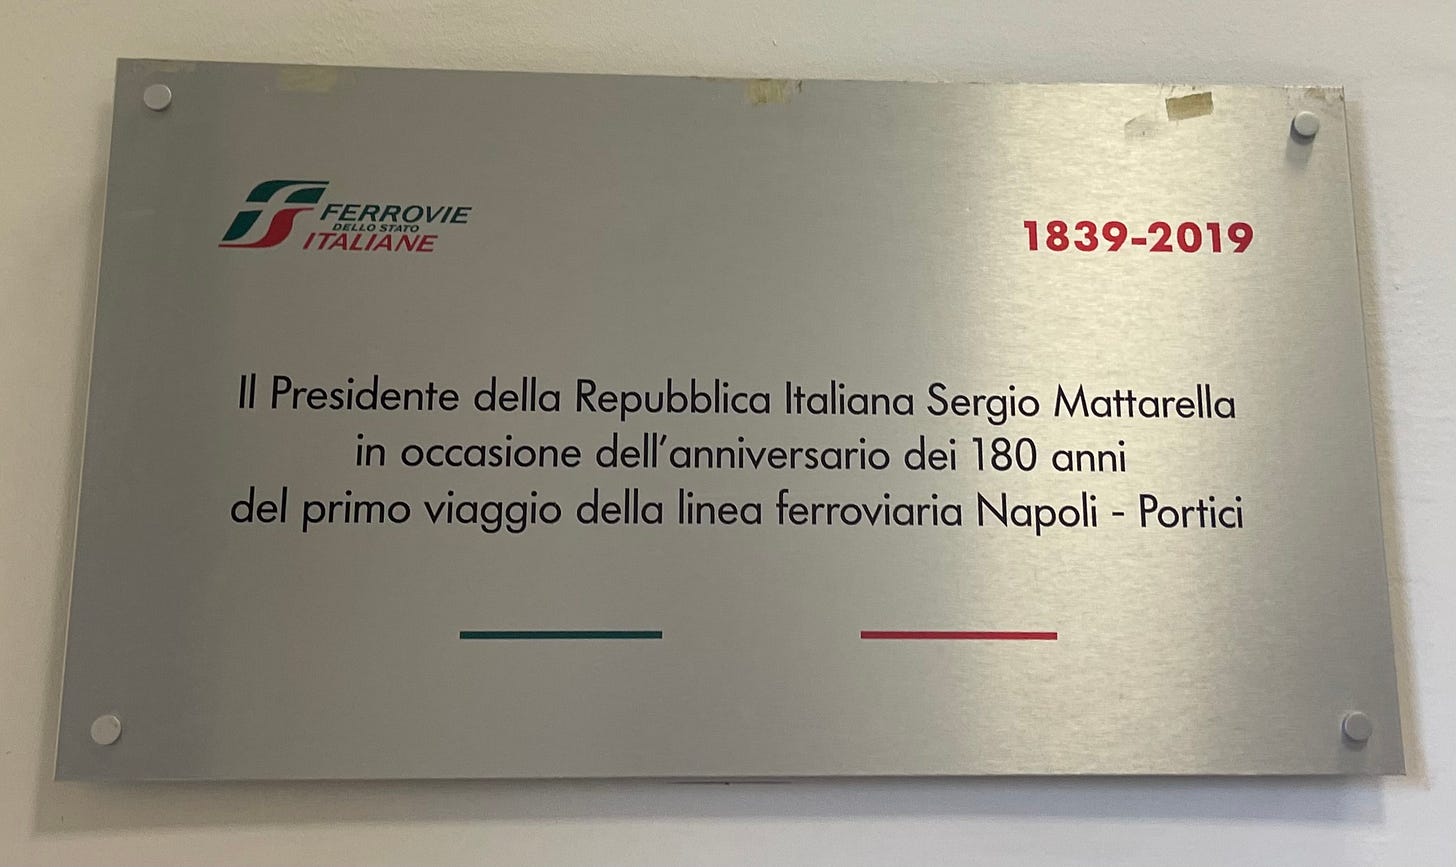 FERROVIE
DELLO STATO
ITALIANE
1839-2019
Il Presidente della Repubblica Italiana Sergio Mattarella
in occasione dell'anniversario dei 180 anni
del primo viaggio della linea ferroviaria Napoli - Portici